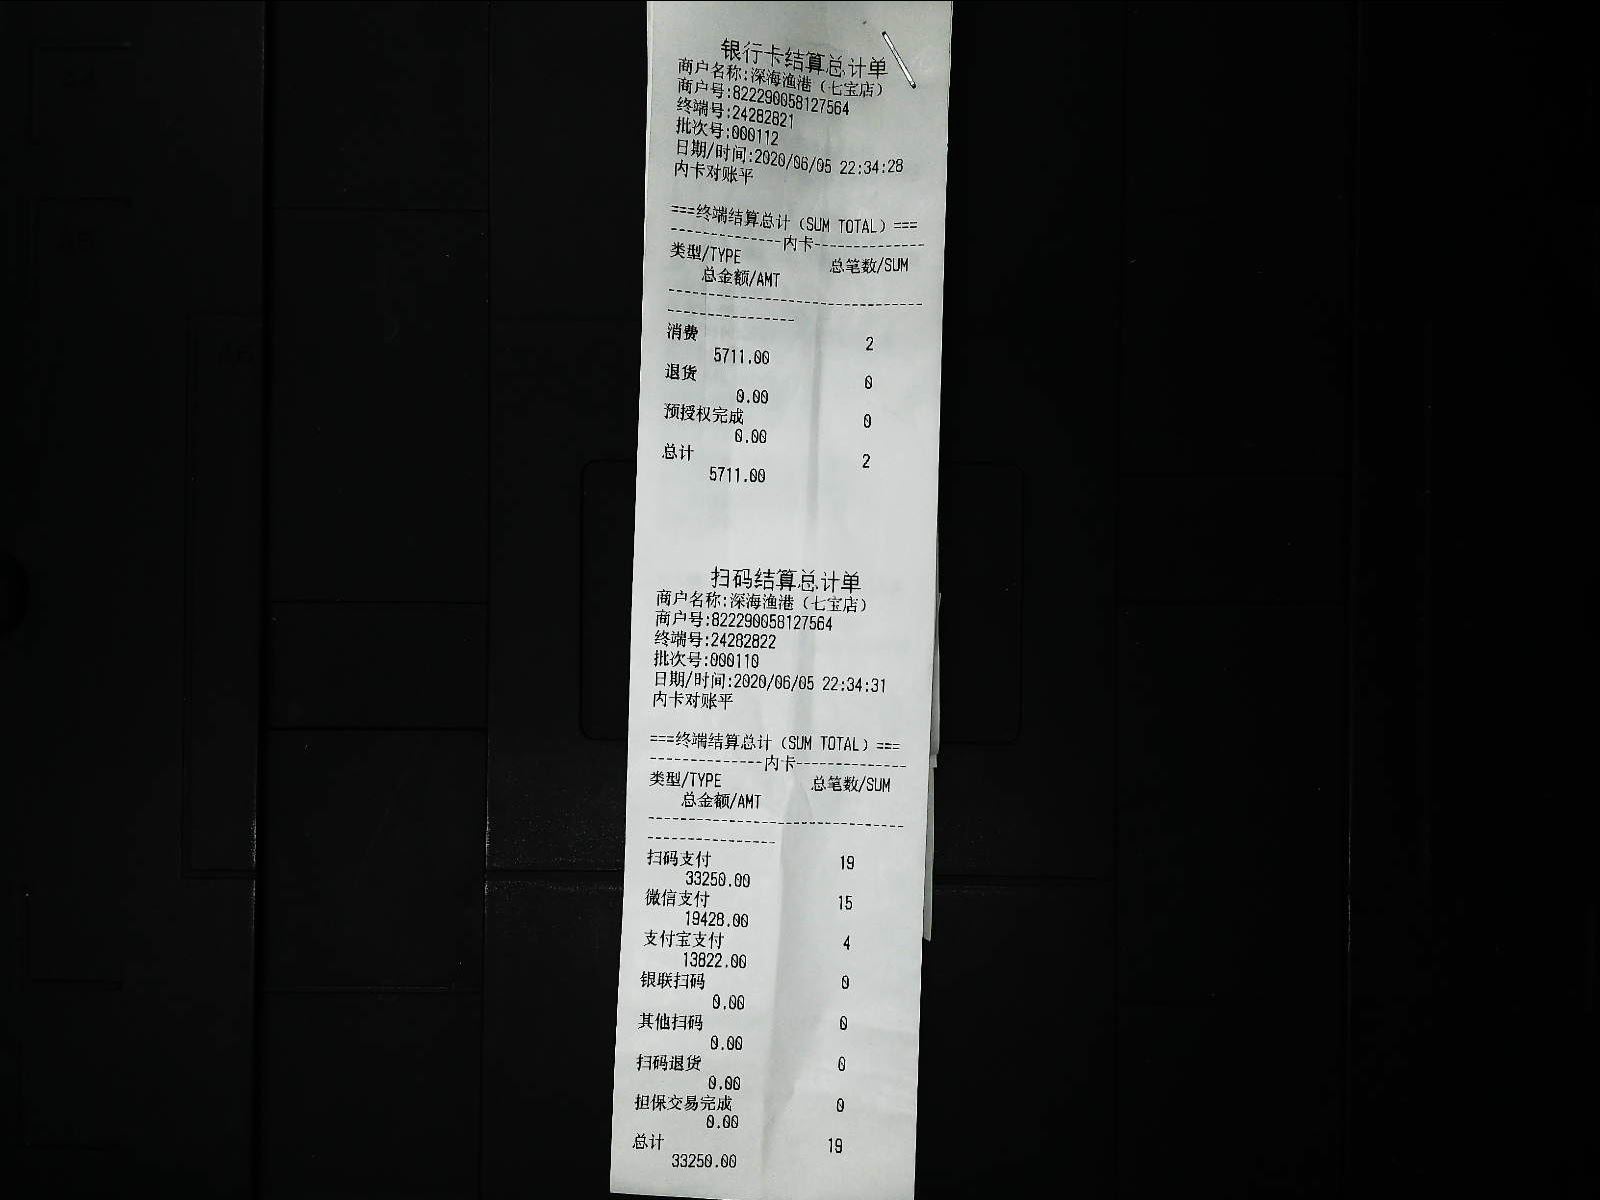 银行卡结算总计单
商户名称:深海渔港（七宝店）
商户号:822290058127564
终端号:24282821
批次号:000112
日期/时间:2020/06/05 22:34:28
内卡对账平
===终端结算总计（SUM TOTAL）===
--------------内卡--------------
类型/TYPE 总笔数/SUM
总金额/AMT
--------------------------------
----------------
消费 2
5711.00
退货 0
0.00
预授权完成 0
0.00
总计 2
5711.00
扫码结算总计单
商户名称:深海渔港（七宝店）
商户号:822290058127564
终端号:24282822
批次号:000110
日期/时间:2020/06/05 22:34:31
内卡对账平
===终端结算总计（SUM TOTAL）===
--------------内卡--------------
类型/TYPE 总笔数/SUM
总金额/AMT
--------------------------------
----------------
扫码支付 19
33250.00
微信支付 15
19428.00
支付宝支付 4
13822.00
银联扫码 0
0.00
其他扫码 0
0.00
扫码退货 0
0.00
担保交易完成 0
0.00
总计 19
33250.00